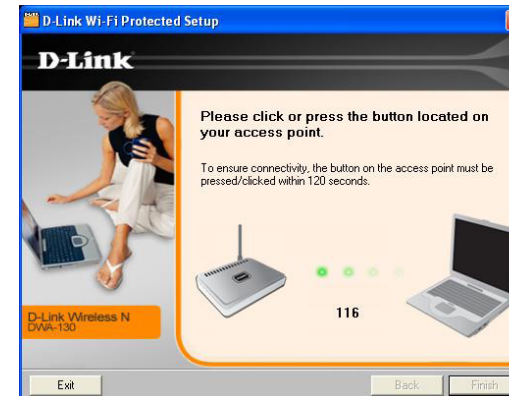 D-Link Wi-Fi Protected Setup
D-Link
Please click or press the button located on
your access point.
To ensure connectivity, the button on the access point must be
pressed/clicked within 120 seconds.
116
D-Link Wireless N
DWA-130
Exit
Back
Finish